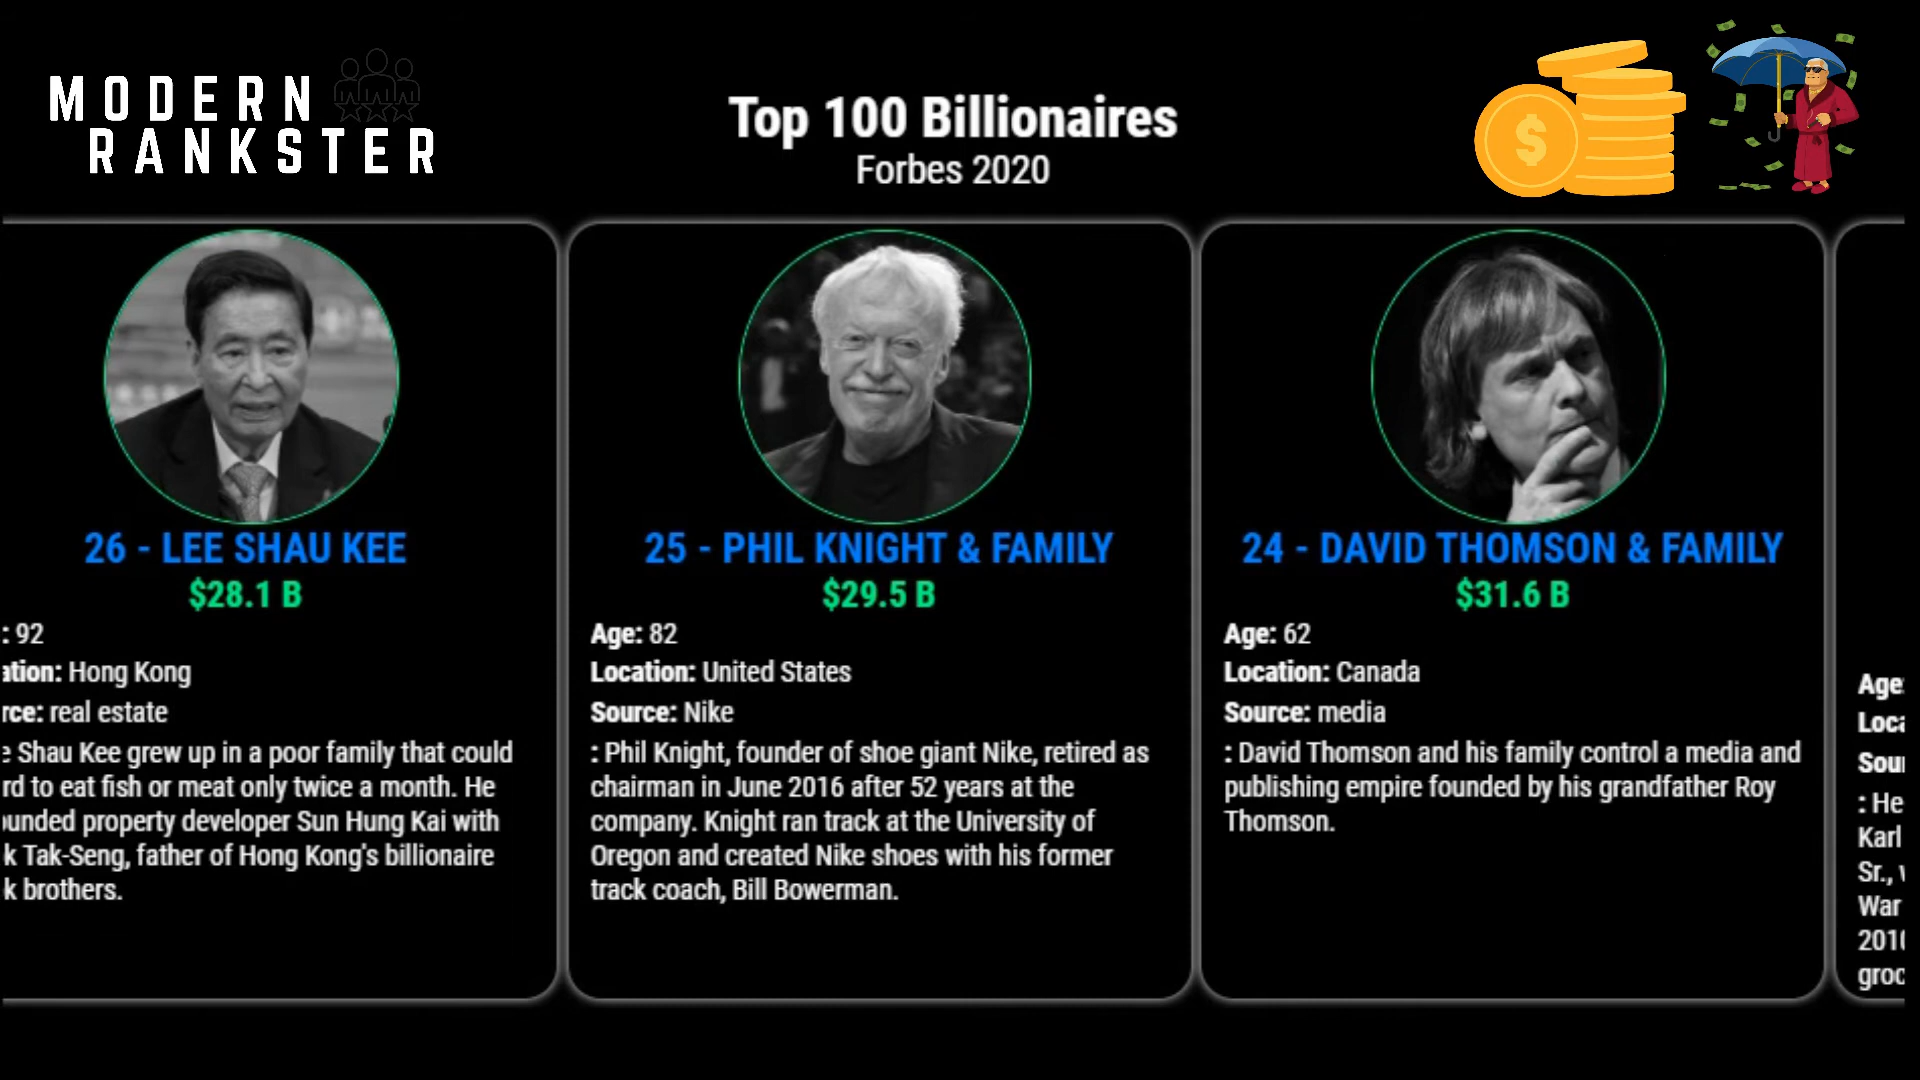 MODERN
RANKSTER
Top 100 Billionaires
Forbes 2020
$
26 - LEE SHAU KEE
$28.1 B
: 92
ation: Hong Kong
rce: real estate
e Shau Kee grew up in a poor family that could
rd to eat fish or meat only twice a month. He
unded property developer Sun Hung Kai with
k Tak-Seng, father of Hong Kong's billionaire
k brothers.
25 - PHIL KNIGHT & FAMILY
$29.5 B
Age: 82
Location: United States
Source: Nike
: Phil Knight, founder of shoe giant Nike, retired as
chairman in June 2016 after 52 years at the
company. Knight ran track at the University of
Oregon and created Nike shoes with his former
track coach, Bill Bowerman.
24 - DAVID THOMSON & FAMILY
$31.6 B
Age: 62
Location: Canada
Source: media
: David Thomson and his family control a media and
publishing empire founded by his grandfather Roy
Thomson.
Age
Loca
Sou
: He
Karl
Sr.,
War
201
groc